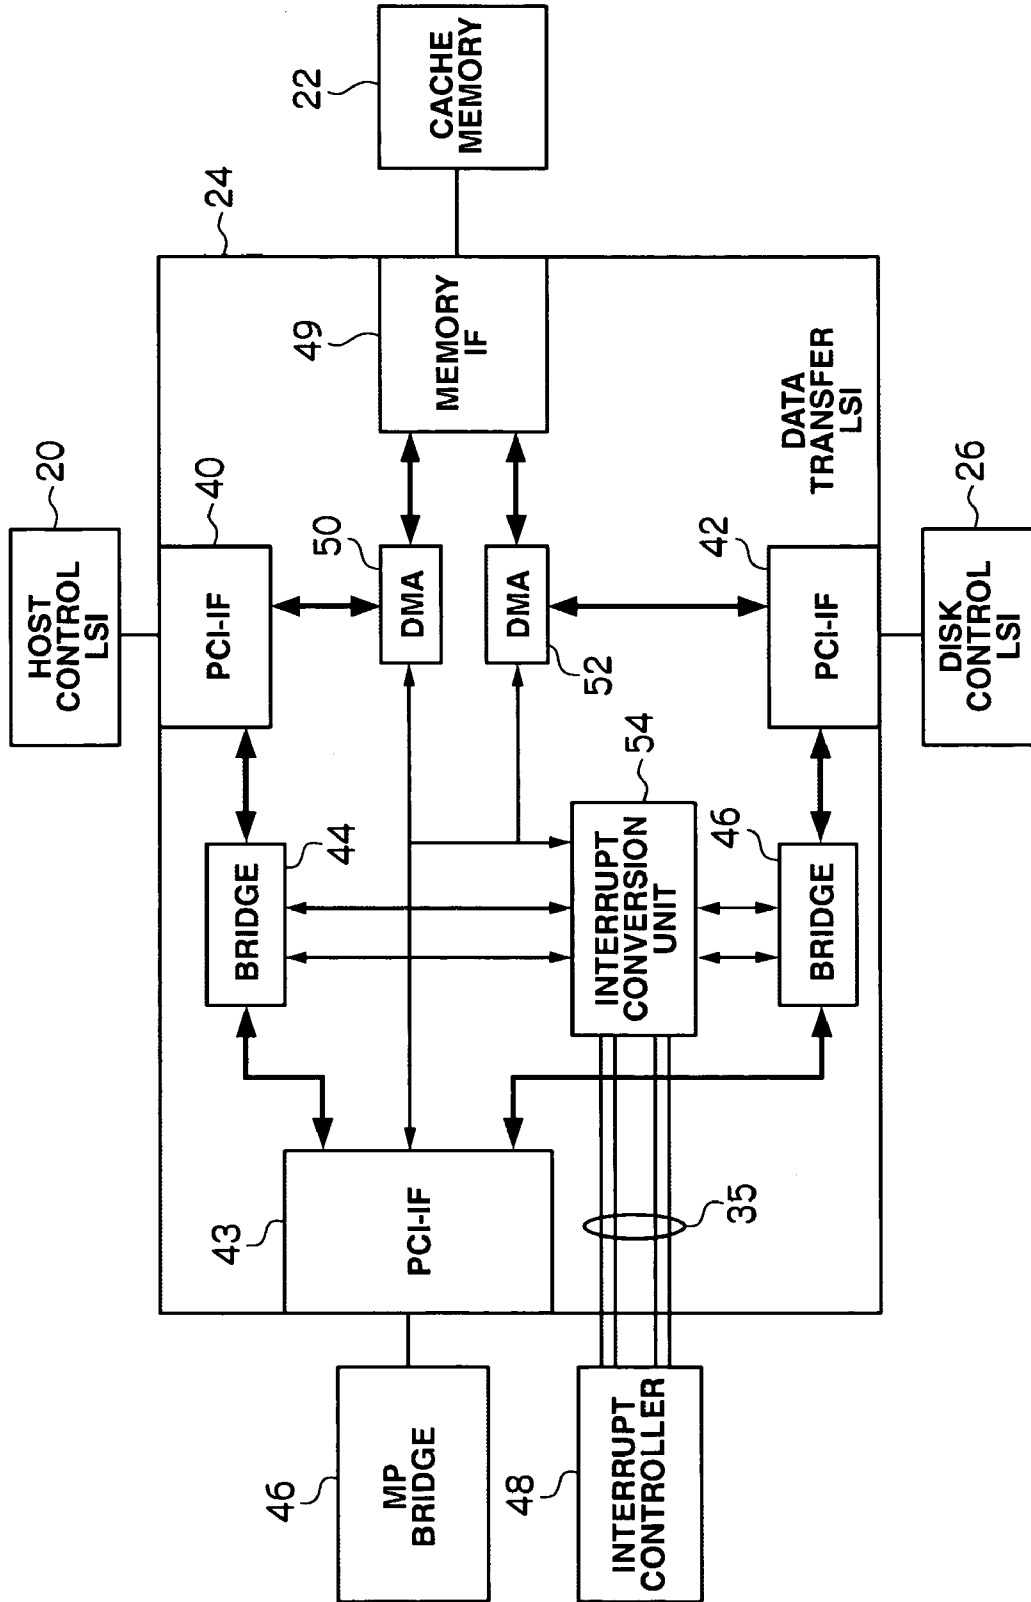 20
HOST
CONTROL
LSI
22
CACHE
MEMORY
24
40
PCI-IF
49
MEMORY
IF
50
DMA
DMA
52
DATA
TRANSFER
LSI
42
PCI-IF
26
DISK
CONTROL
LSI
44
BRIDGE
54
INTERRUPT
CONVERSION
UNIT
46
BRIDGE
43
PCI-IF
35
46
MP
BRIDGE
48
INTERRUPT
CONTROLLER